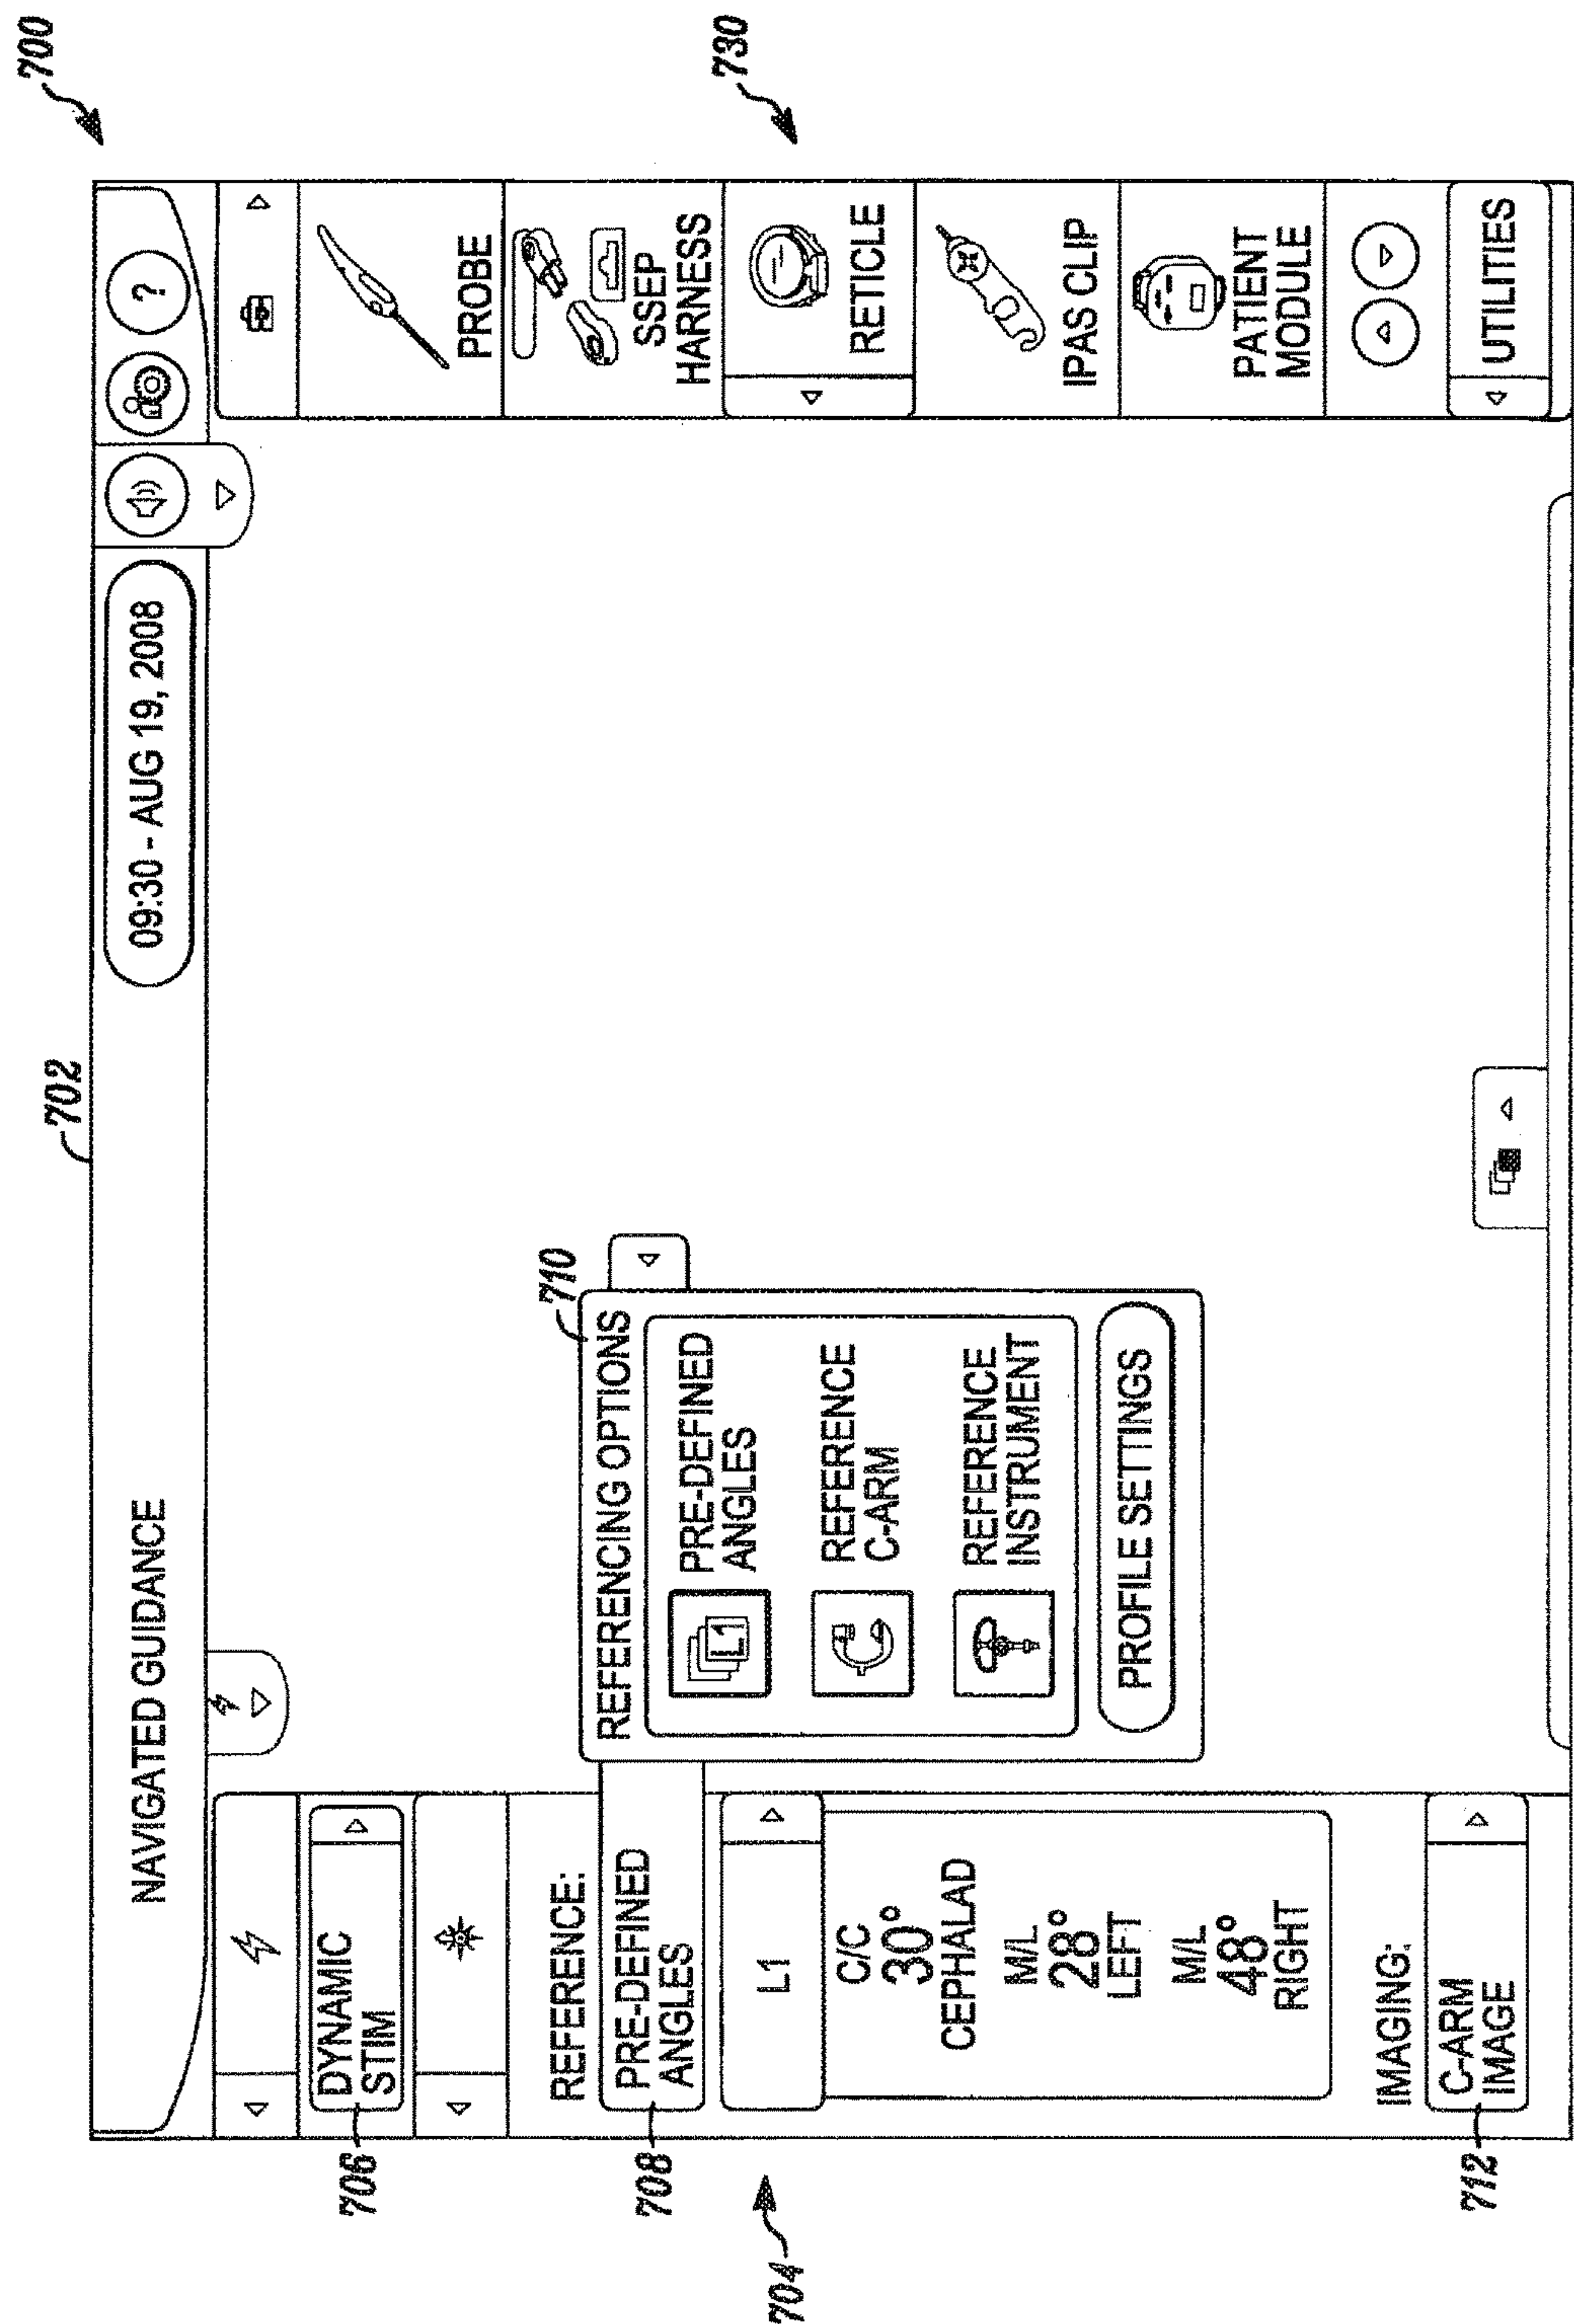 700
702
NAVIGATED GUIDANCE
09:30 - AUG 19, 2008
?
706
DYNAMIC
STIM
REFERENCE:
708
PRE-DEFINED
ANGLES
704
L1
C/C
30°
CEPHALAD
M/L
28°
LEFT
M/L
48°
RIGHT
IMAGING:
712
C-ARM
IMAGE
710
REFERENCING OPTIONS
L1
PRE-DEFINED
ANGLES
REFERENCE
C-ARM
REFERENCE
INSTRUMENT
PROFILE SETTINGS
730
PROBE
SSEP
HARNESS
RETICLE
IPAS CLIP
PATIENT
MODULE
UTILITIES